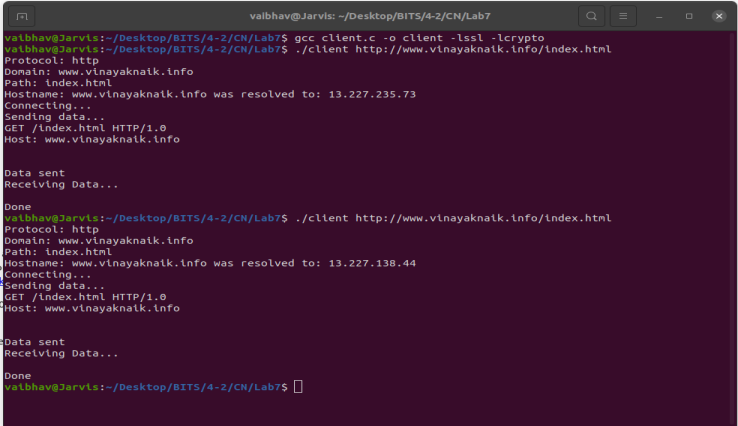 vaibhav@Jarvis: ~/Desktop/BITS/4-2/CN/Lab7
vaibhav@Jarvis:~/Desktop/BITS/4-2/CN/Lab7$ gcc client.c -o client -lssl -lcrypto
vaibhav@Jarvis:~/Desktop/BITS/4-2/CN/Lab7$ ./client http://www.vinayaknaik.info/index.html
Protocol: http
Domain: www.vinayaknaik.info
Path: index.html
Hostname: www.vinayaknaik.info was resolved to: 13.227.235.73
Connecting...
Sending data...
GET /index.html HTTP/1.0
Host: www.vinayaknaik.info
Data sent
Receiving Data...
Done
vaibhav@Jarvis:~/Desktop/BITS/4-2/CN/Lab7$ ./client http://www.vinayaknaik.info/index.html
Protocol: http
Domain: www.vinayaknaik.info
Path: index.html
Hostname: www.vinayaknaik.info was resolved to: 13.227.138.44
Connecting...
Sending data...
GET /index.html HTTP/1.0
Host: www.vinayaknaik.info
Data sent
Receiving Data...
Done
vaibhav@Jarvis:~/Desktop/BITS/4-2/CN/Lab7$